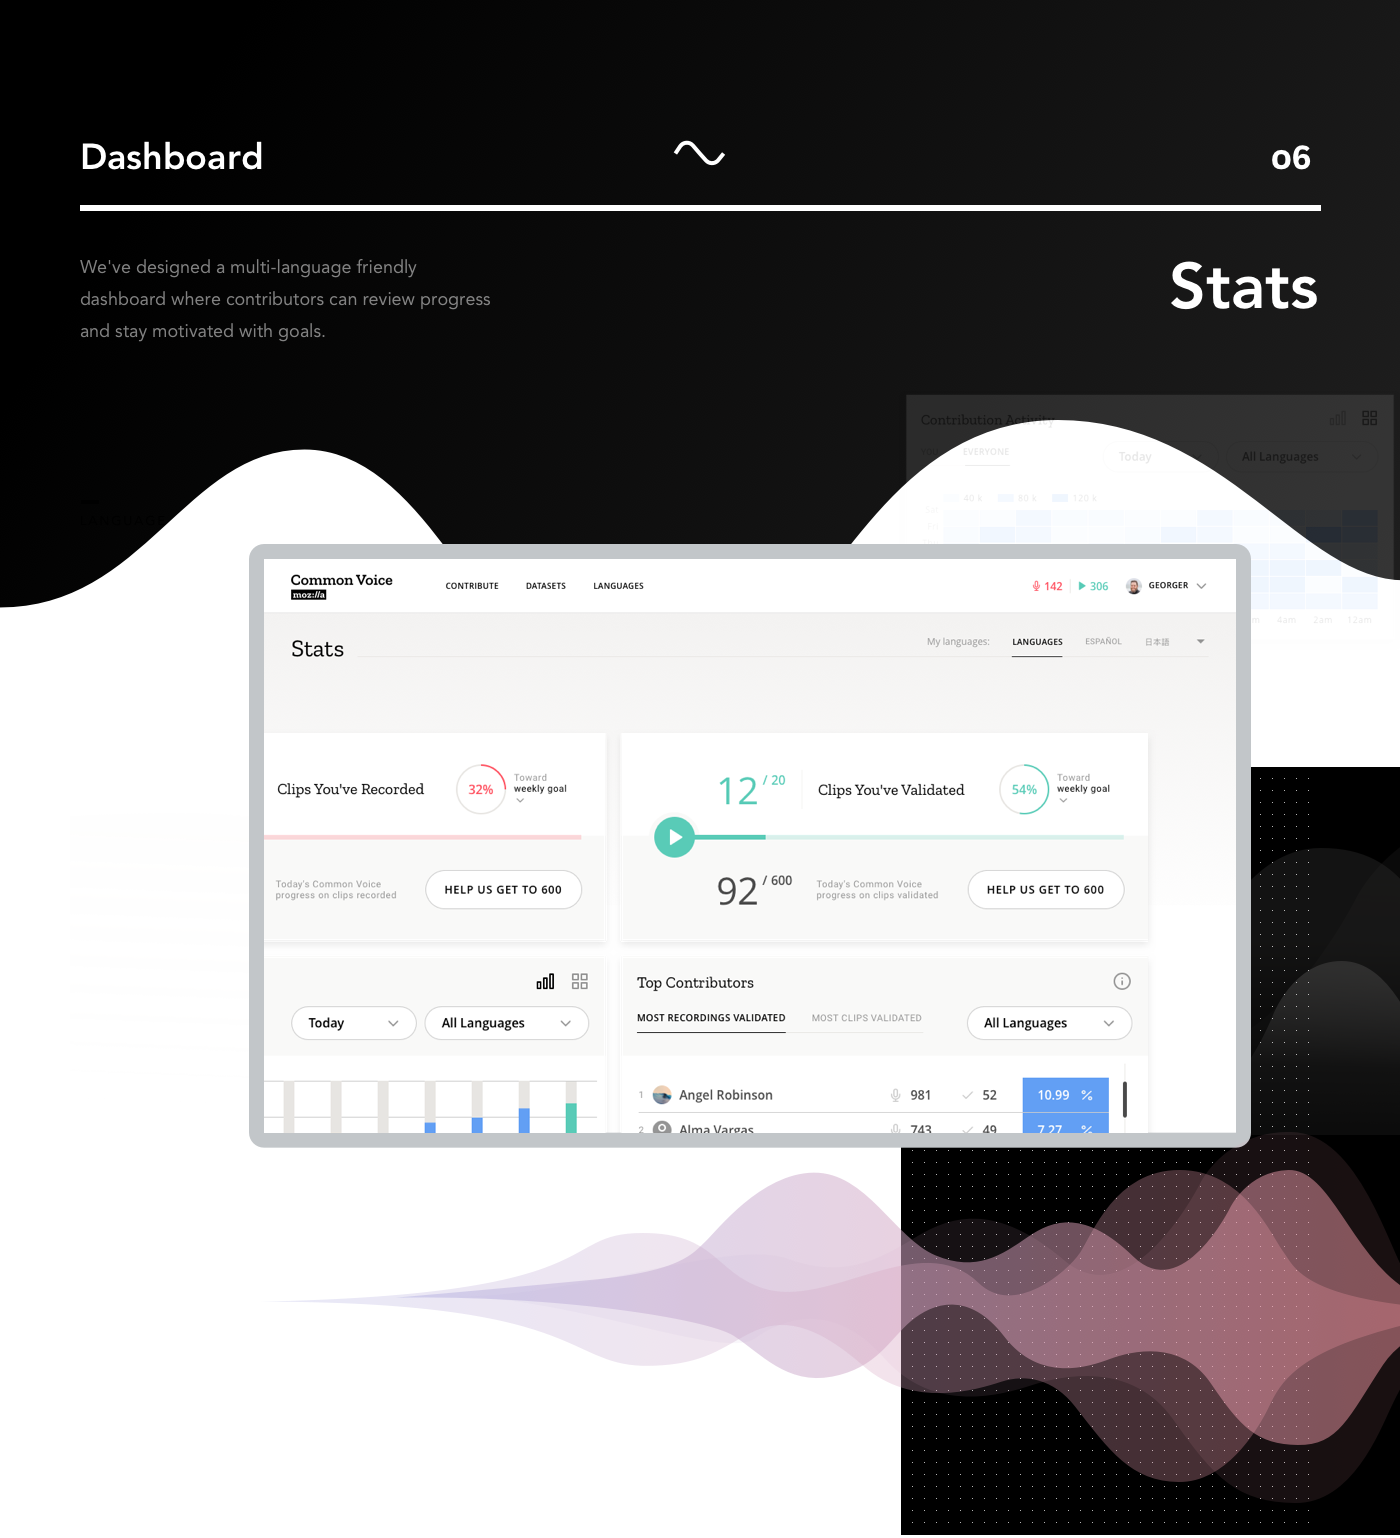 Dashboard
o6
We've designed a multi-language friendly
dashboard where contributors can review progress
and stay motivated with goals.
Stats
Contribution Activity
EVERYONE
Today
All Languages
40 k
80 k
120 k
4am
2am
12am
Common Voice
moz://a
CONTRIBUTE
DATASETS
LANGUAGES
142
306
GEORGER
Stats
My languages:
LANGUAGES
ESPAÑOL
日本語
Clips You've Recorded
32%
Toward
weekly goal
12 / 20
Clips You've Validated
54%
Toward
weekly goal
Today's Common Voice
progress on clips recorded
HELP US GET TO 600
92 / 600
Today's Common Voice
progress on clips validated
HELP US GET TO 600
Today
All Languages
Top Contributors
MOST RECORDINGS VALIDATED
MOST CLIPS VALIDATED
All Languages
1 Angel Robinson 981 52 10.99 %
2 Alma Vargas 743 49 7.27 %